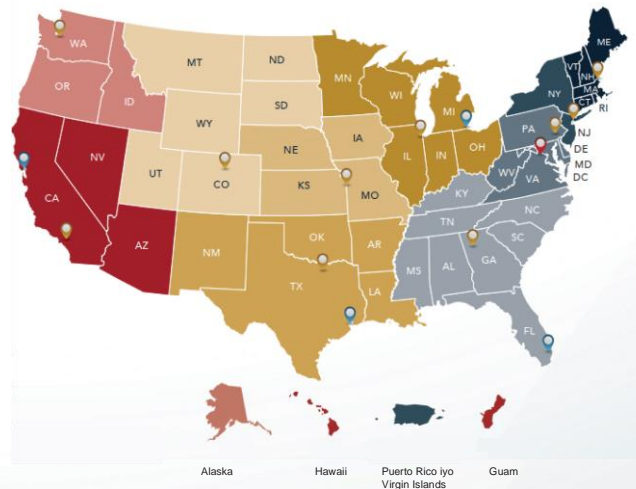 WA
MT
ND
MN
ME
VT
NH
OR
ID
SD
WI
MI
NY
MA
CT
RI
WY
IA
PA
NJ
NV
UT
CO
NE
IL
IN
OH
DE
MD
DC
WV
VA
CA
KS
MO
KY
NC
AZ
NM
OK
AR
TN
SC
TX
LA
MS
AL
GA
FL
Alaska
Hawaii
Puerto Rico iyo
Virgin Islands
Guam